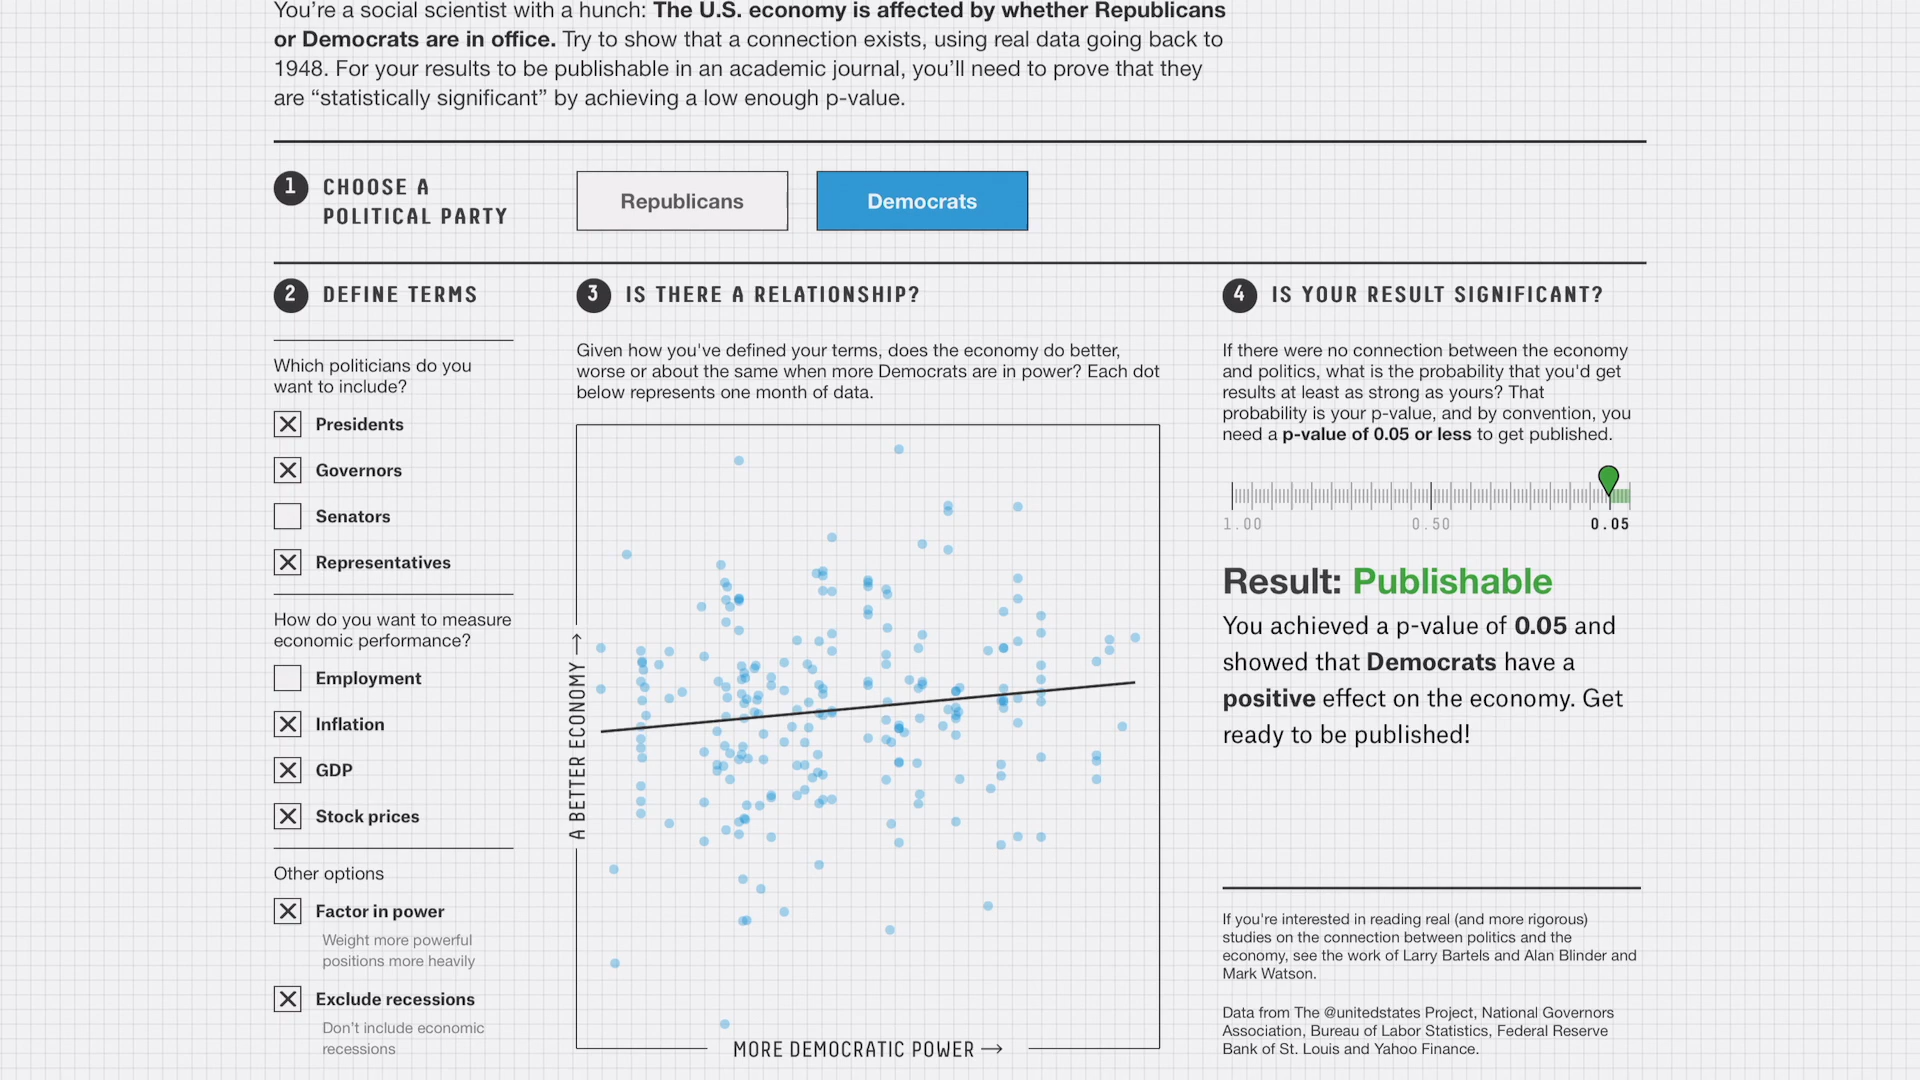 You’re a social scientist with a hunch: The U.S. economy is affected by whether Republicans
or Democrats are in office. Try to show that a connection exists, using real data going back to
1948. For your results to be publishable in an academic journal, you’ll need to prove that they
are “statistically significant” by achieving a low enough p-value.
1 CHOOSE A
POLITICAL PARTY
Republicans
Democrats
2 DEFINE TERMS
Which politicians do you
want to include?
Presidents
Governors
Senators
Representatives
How do you want to measure
economic performance?
Employment
Inflation
GDP
Stock prices
Other options
Factor in power
Weight more powerful
positions more heavily
Exclude recessions
Don’t include economic
recessions
3 IS THERE A RELATIONSHIP?
Given how you've defined your terms, does the economy do better,
worse or about the same when more Democrats are in power? Each dot
below represents one month of data.
A BETTER ECONOMY →
MORE DEMOCRATIC POWER →
4 IS YOUR RESULT SIGNIFICANT?
If there were no connection between the economy
and politics, what is the probability that you'd get
results at least as strong as yours? That
probability is your p-value, and by convention, you
need a p-value of 0.05 or less to get published.
1.00 0.50 0.05
Result: Publishable
You achieved a p-value of 0.05 and
showed that Democrats have a
positive effect on the economy. Get
ready to be published!
If you're interested in reading real (and more rigorous)
studies on the connection between politics and the
economy, see the work of Larry Bartels and Alan Blinder and
Mark Watson.
Data from The @unitedstates Project, National Governors
Association, Bureau of Labor Statistics, Federal Reserve
Bank of St. Louis and Yahoo Finance.